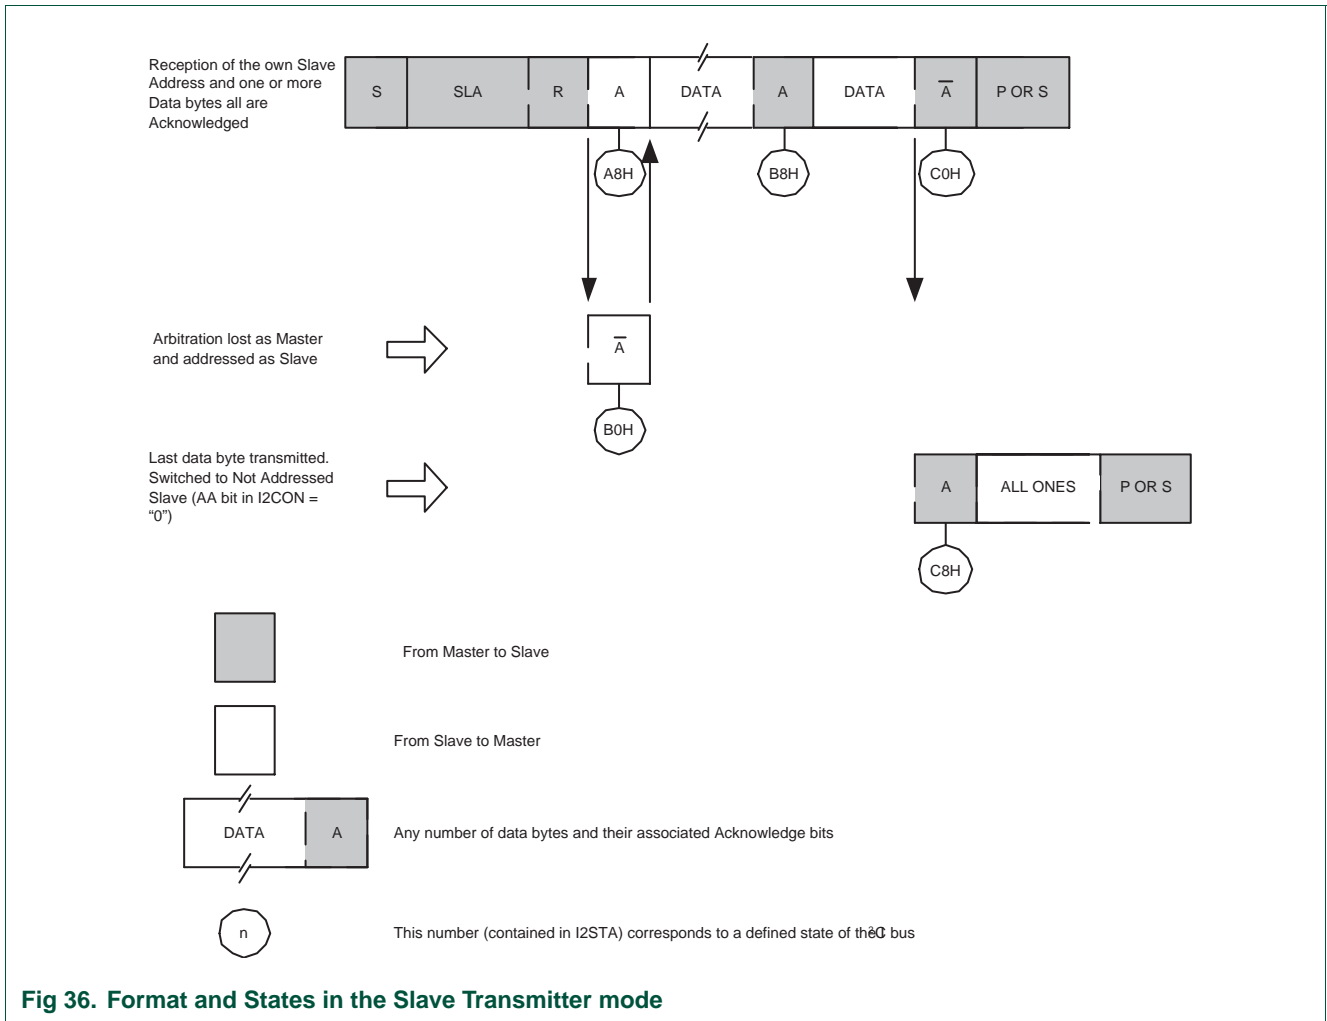 Reception of the own Slave
Address and one or more
Data bytes all are
Acknowledged
S SLA R A DATA A DATA A̅ P OR S
A8H B8H C0H
Arbitration lost as Master
and addressed as Slave
A̅
B0H
Last data byte transmitted.
Switched to Not Addressed
Slave (AA bit in I2CON =
“0”)
A ALL ONES P OR S
C8H
From Master to Slave
From Slave to Master
DATA A Any number of data bytes and their associated Acknowledge bits
n This number (contained in I2STA) corresponds to a defined state of the I²C bus
Fig 36. Format and States in the Slave Transmitter mode